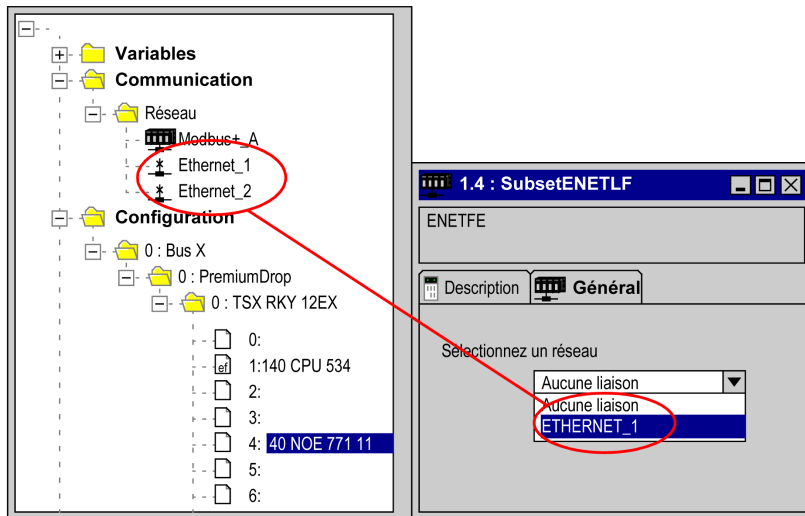 Variables
Communication
Réseau
Modbus+_A
Ethernet_1
Ethernet_2
Configuration
0 : Bus X
0 : PremiumDrop
0 : TSX RKY 12EX
0:
ef 1:140 CPU 534
2:
3:
4: 40 NOE 771 11
5:
6:
1.4 : SubsetENETLF
ENETFE
Description Général
Sélectionnez un réseau
Aucune liaison
Aucune liaison
ETHERNET_1